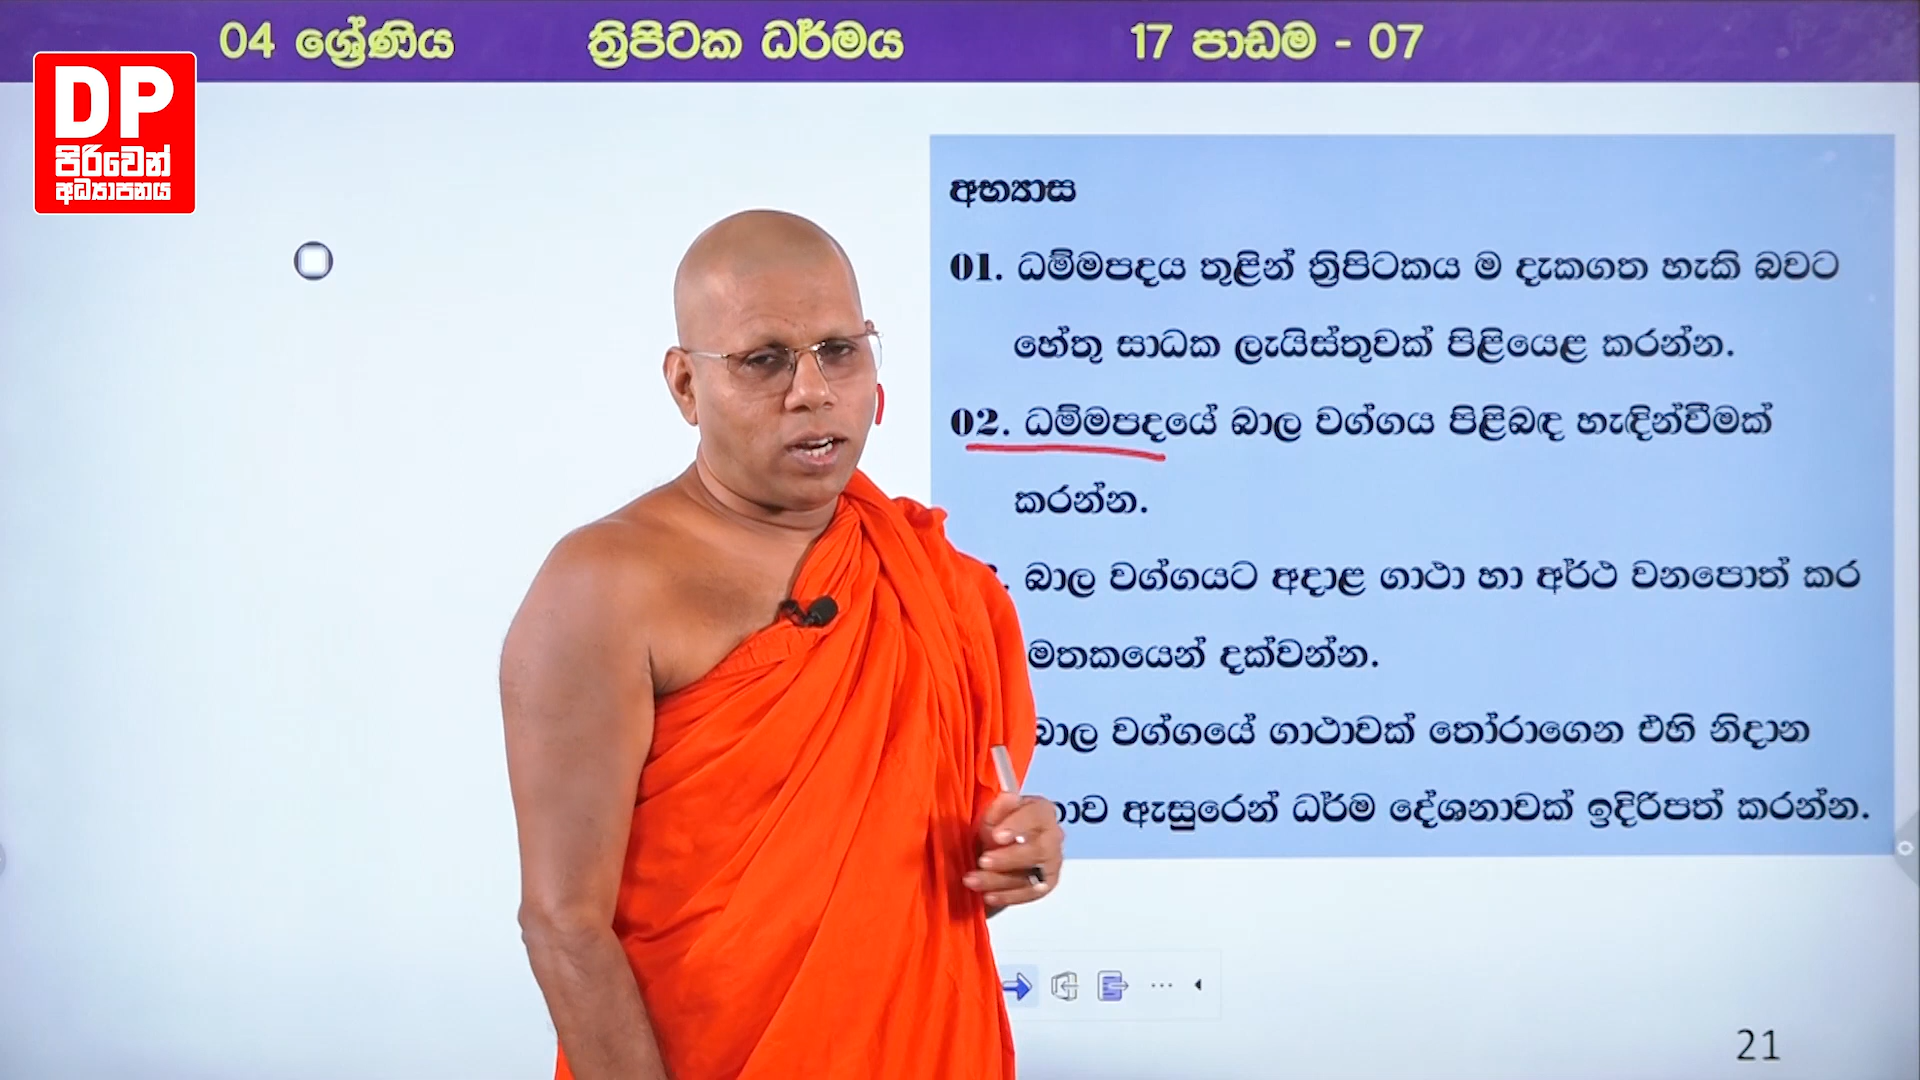 04 ශ්‍රේණිය ත්‍රිපිටක ධර්මය 17 පාඩම - 07
DP
පිරිවෙන්
අධ්‍යාපනය
අභ්‍යාස
01. ධම්මපදය තුළින් ත්‍රිපිටකය ම දැකගත හැකි බවට
හේතු සාධක ලැයිස්තුවක් පිළියෙළ කරන්න.
02. ධම්මපදයේ බාල වග්ගය පිළිබඳ හැඳින්වීමක්
කරන්න.
බාල වග්ගයට අදාළ ගාථා හා අර්ථ වනපොත් කර
මතකයෙන් දක්වන්න.
බාල වග්ගයේ ගාථාවක් තෝරාගෙන එහි නිදාන
ඇසුරෙන් ධර්ම දේශනාවක් ඉදිරිපත් කරන්න.
21